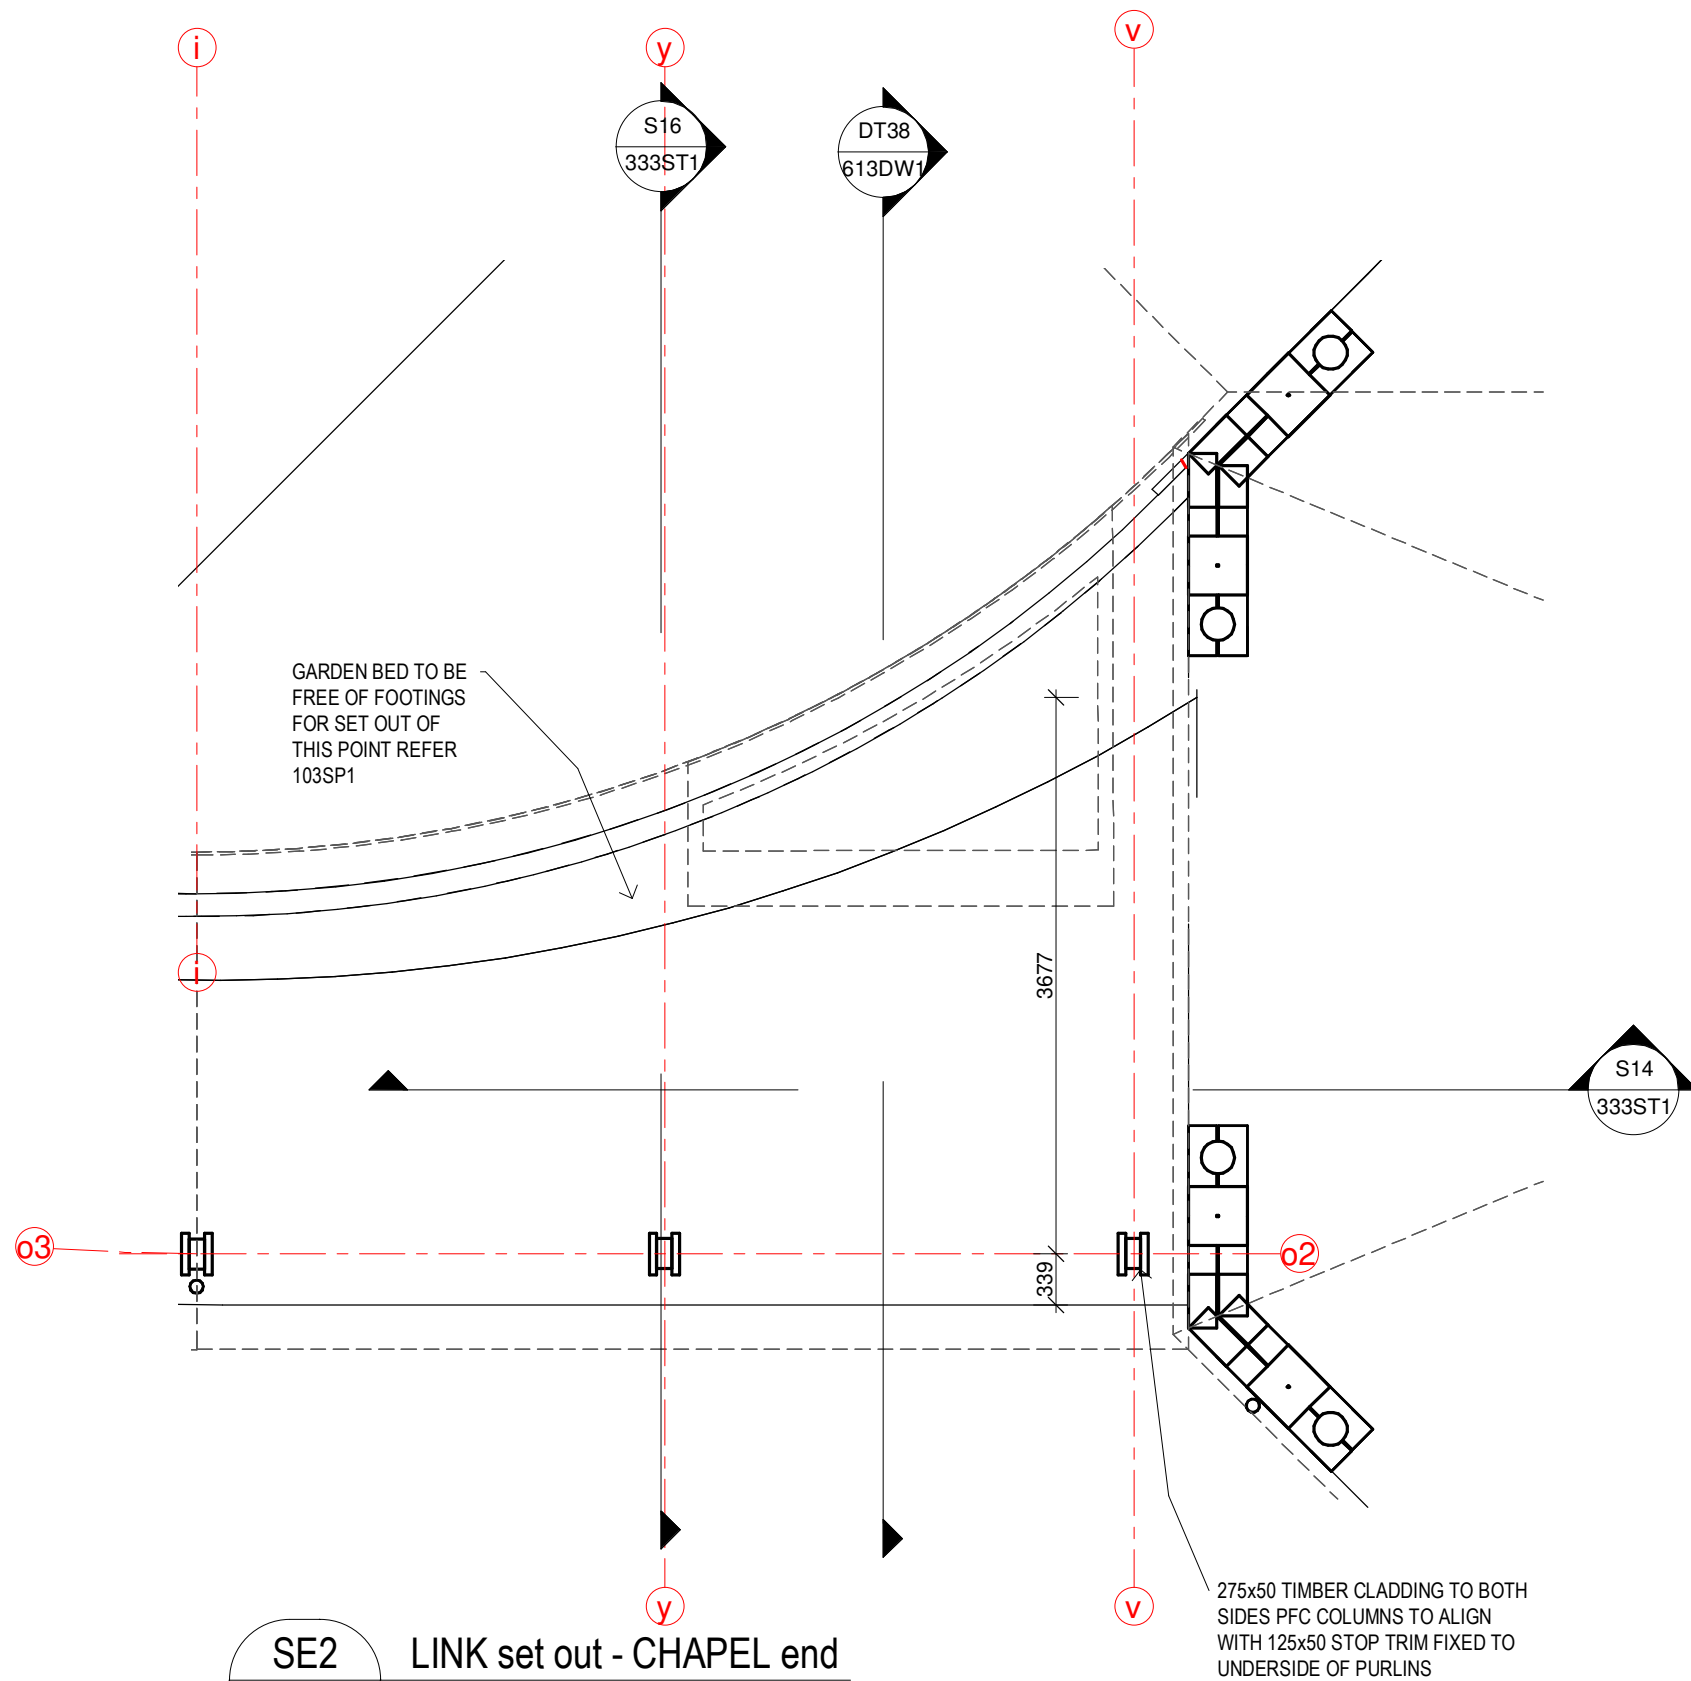 i
y
v
S16
333ST1
DT38
613DW1
GARDEN BED TO BE
FREE OF FOOTINGS
FOR SET OUT OF
THIS POINT REFER
103SP1
i
3677
S14
333ST1
o3
o2
339
y
v
275x50 TIMBER CLADDING TO BOTH
SIDES PFC COLUMNS TO ALIGN
WITH 125x50 STOP TRIM FIXED TO
UNDERSIDE OF PURLINS
SE2 LINK set out - CHAPEL end